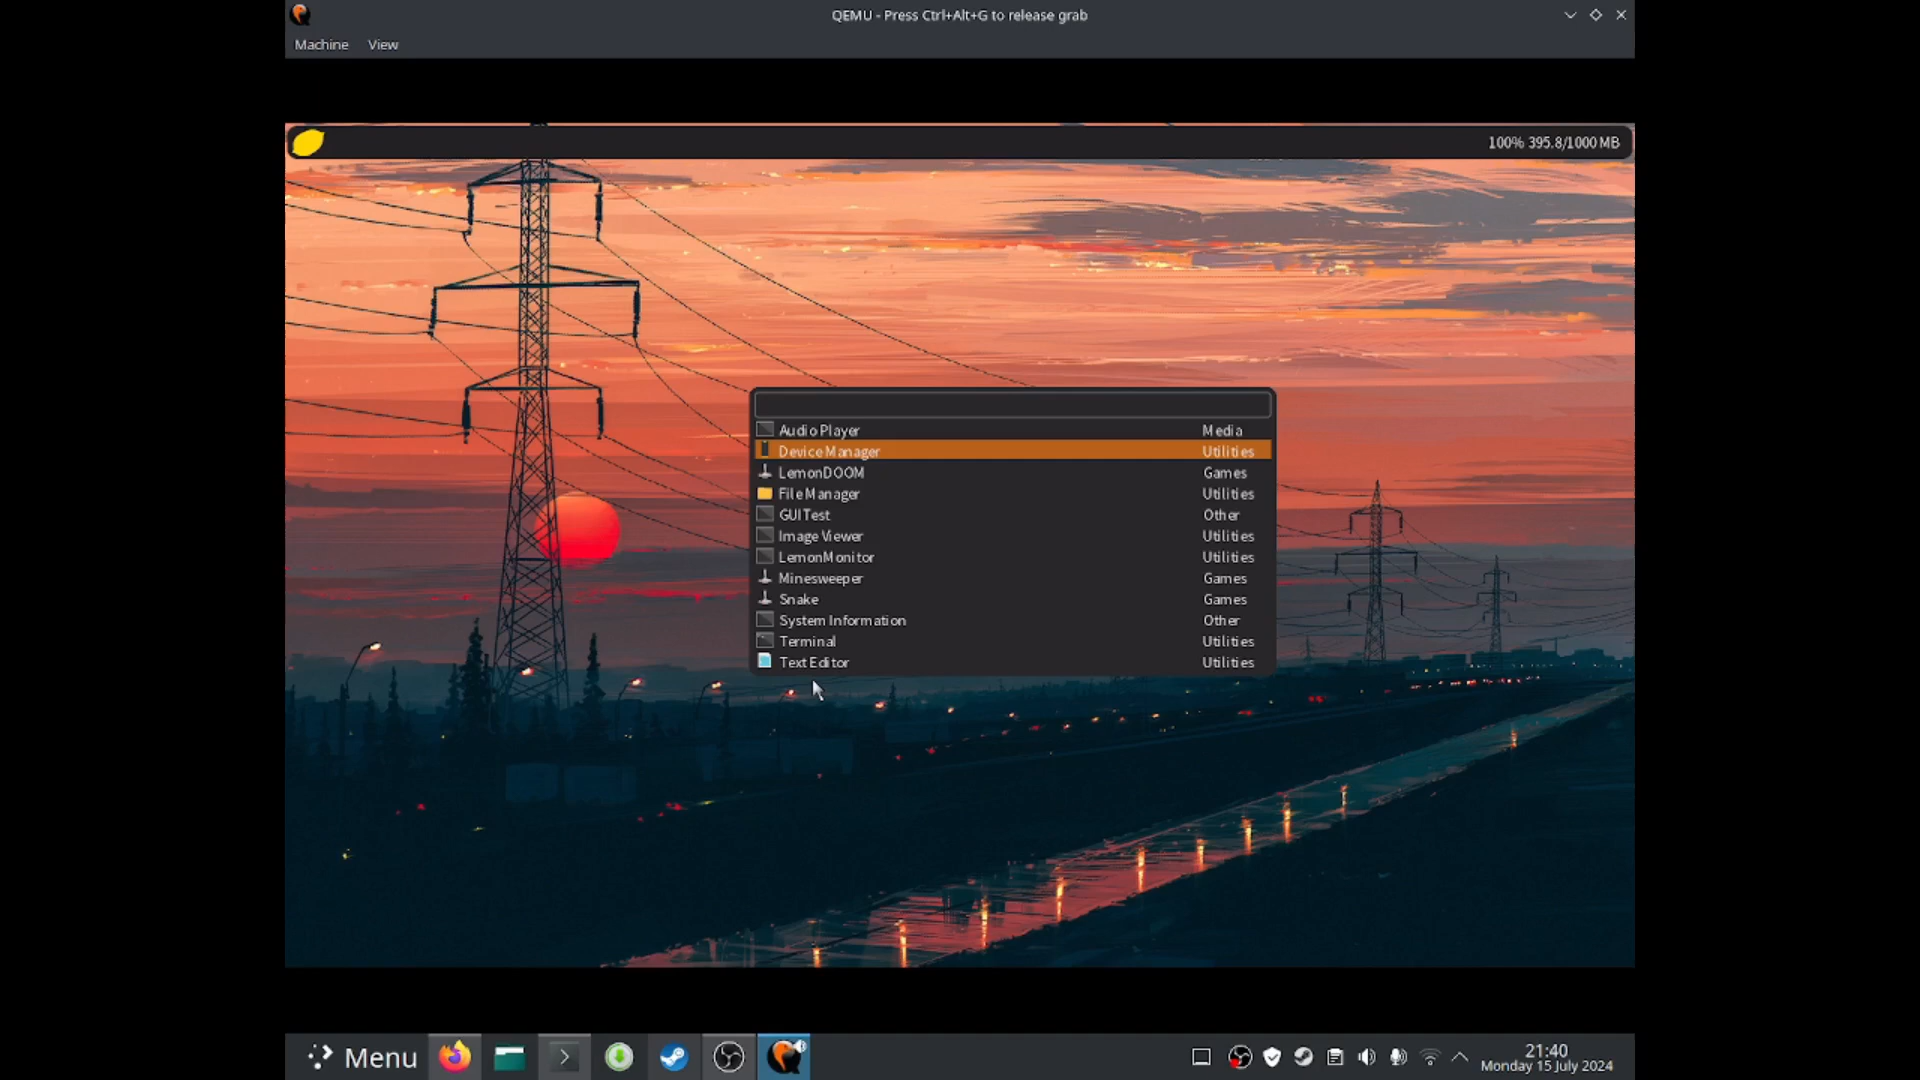 QEMU - Press Ctrl+Alt+G to release grab
Machine View
100% 395.8/1000 MB
Audio Player Media
Device Manager Utilities
LemonDOOM Games
File Manager Utilities
GUITest Other
Image Viewer Utilities
LemonMonitor Utilities
Minesweeper Games
Snake Games
System Information Other
Terminal Utilities
Text Editor Utilities
Menu
21:40
Monday 15 July 2024